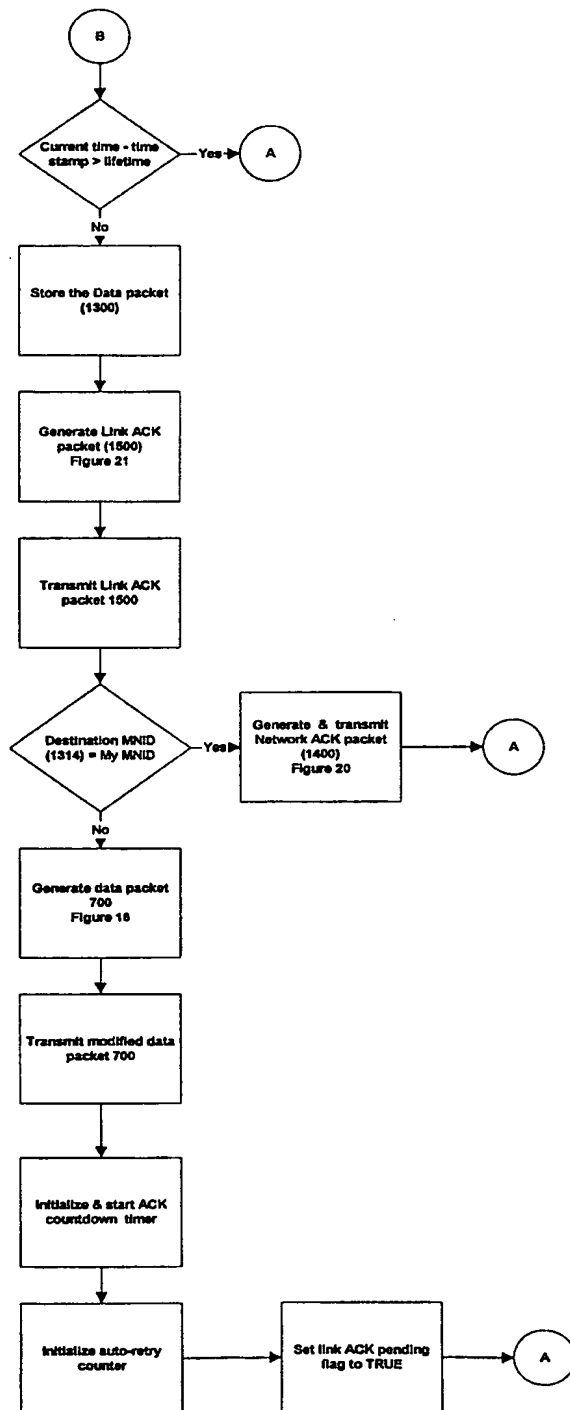 B
Current time - time
stamp > lifetime
Yes
A
No
Store the Data packet
(1300)
Generate Link ACK
packet (1500)
Figure 21
Transmit Link ACK
packet 1500
Destination MNID
(1314) = My MNID
Yes
Generate & transmit
Network ACK packet
(1400)
Figure 20
A
No
Generate data packet
700
Figure 18
Transmit modified data
packet 700
Initialize & start ACK
countdown timer
Initialize auto-retry
counter
Set link ACK pending
flag to TRUE
A